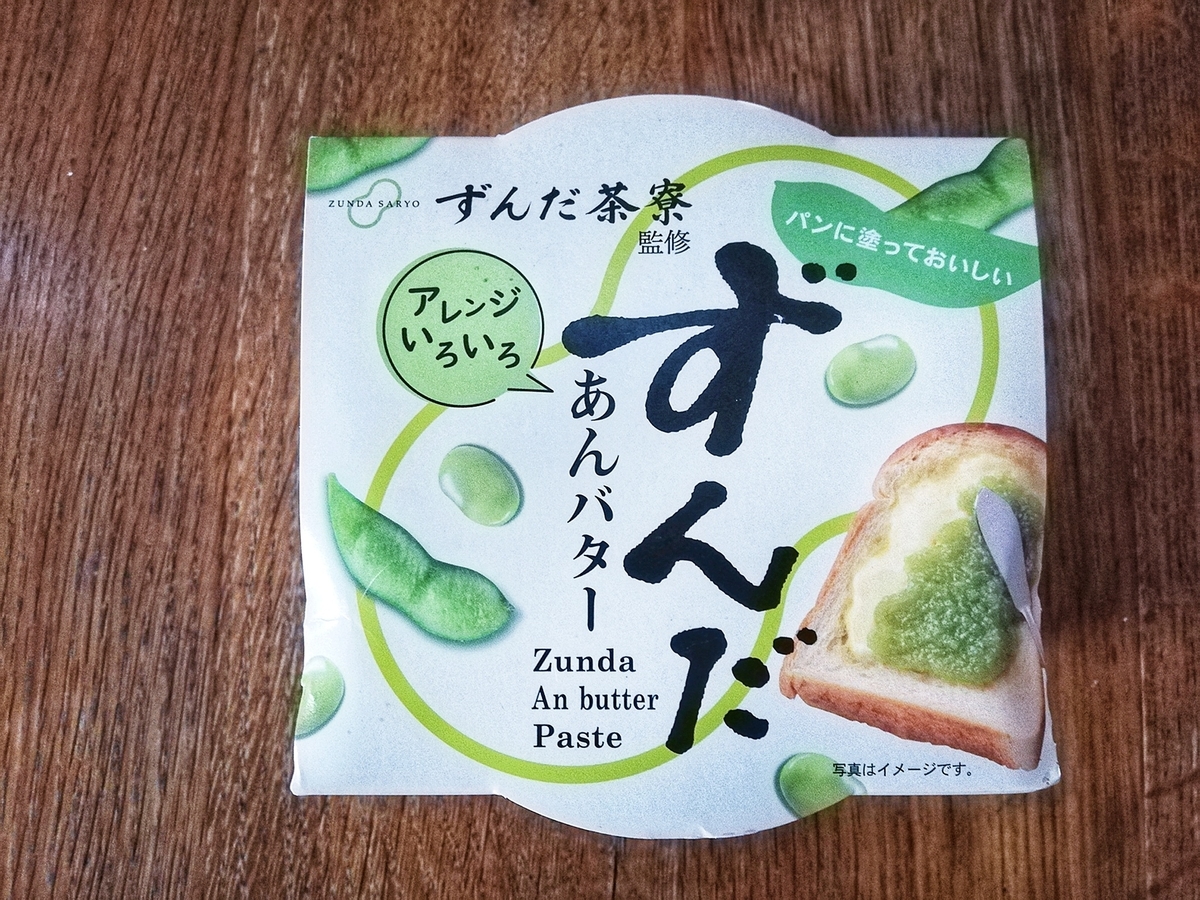 ZUNDA SARYO
ずんだ茶寮
監修
パンに塗っておいしい
アレンジ
いろいろ
ずんだ
あんバター
Zunda
An butter
Paste
写真はイメージです。